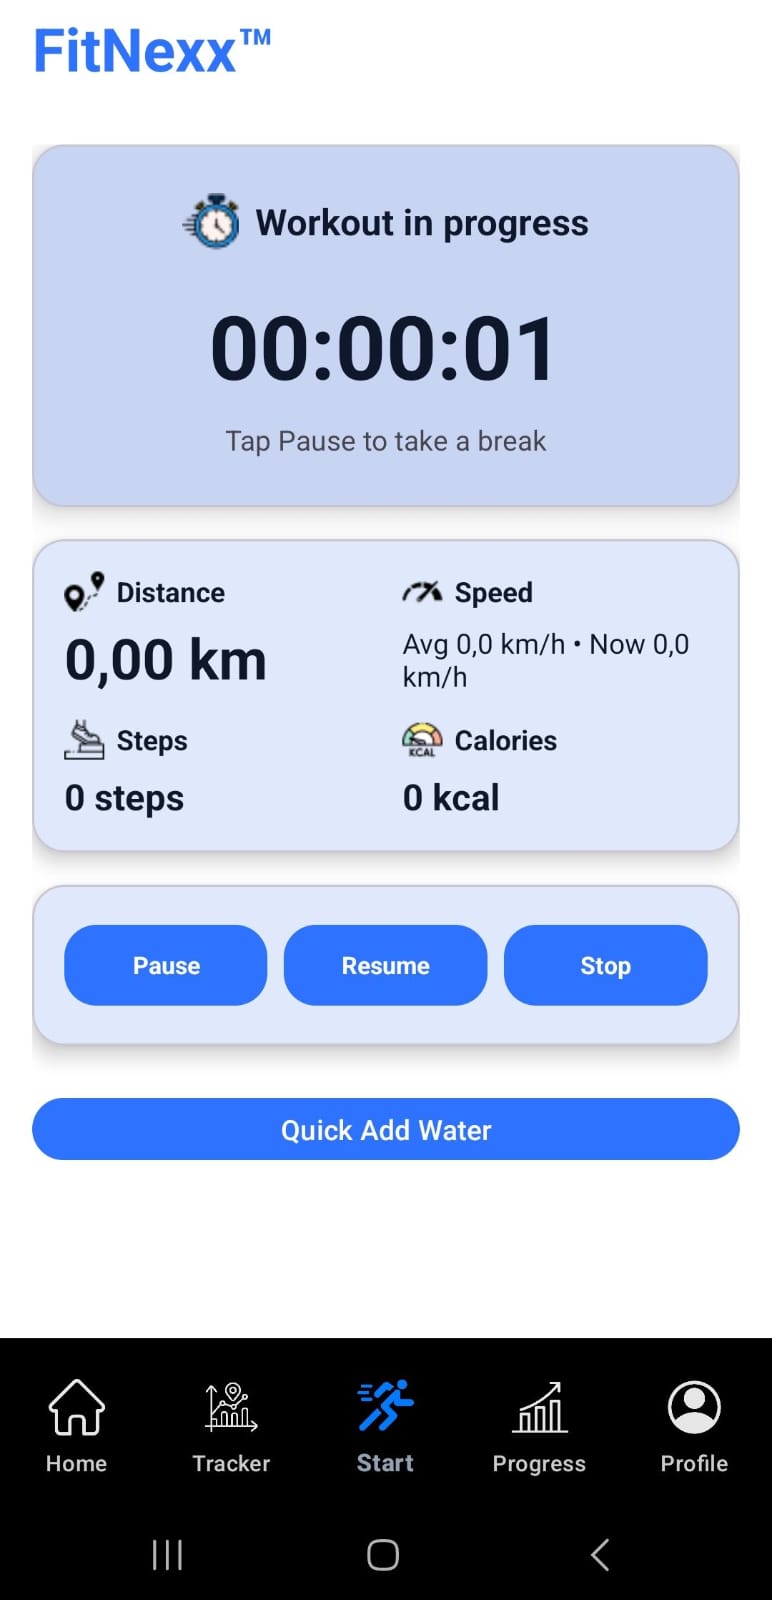 FitNexx™
Workout in progress
00:00:01
Tap Pause to take a break
Distance
0,00 km
Speed
Avg 0,0 km/h • Now 0,0
km/h
Steps
0 steps
KCAL
Calories
0 kcal
Pause
Resume
Stop
Quick Add Water
Home
Tracker
Start
Progress
Profile